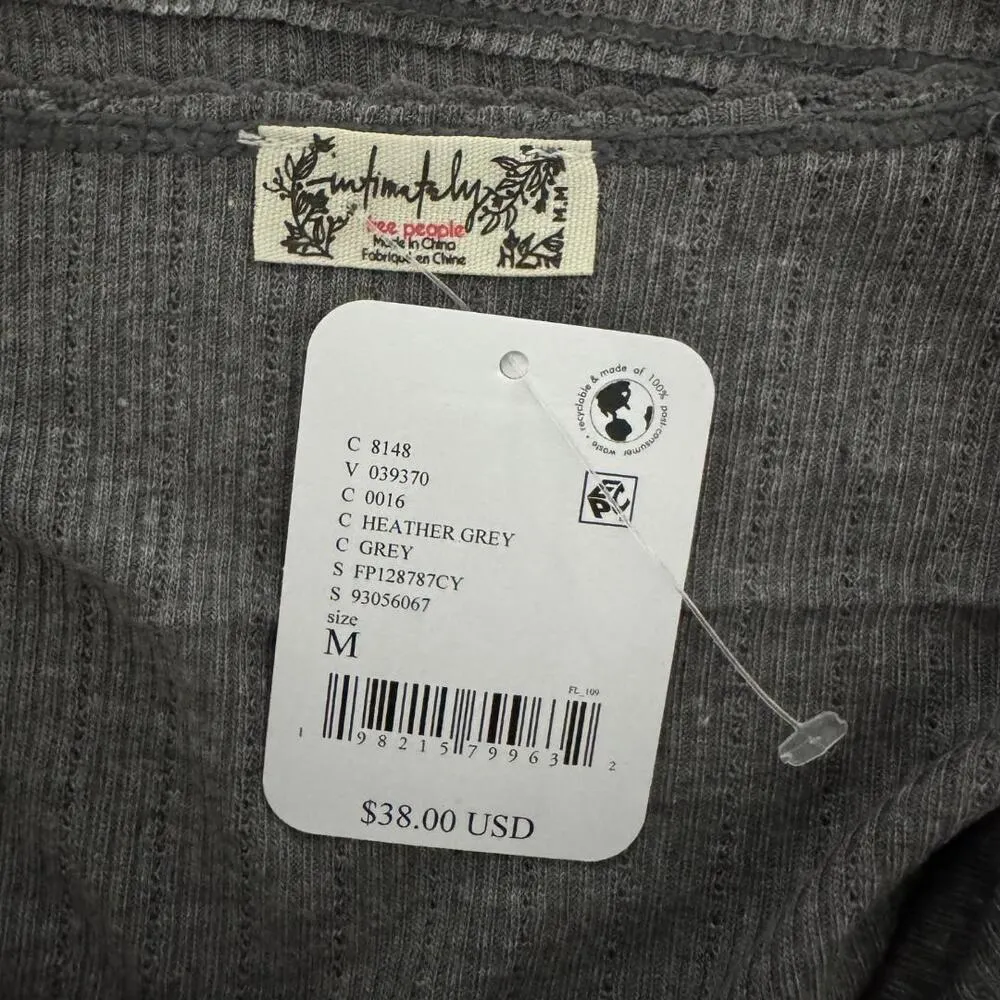 intimately
free people
Made In China
Fabriqué en Chine
M.M
recyclable & made of 100% post-consumer waste •
C 8148
V 039370
C 0016
C HEATHER GREY
C GREY
S FP128787CY
S 93056067
size
M
FL_109
1 98215 79963 2
$38.00 USD